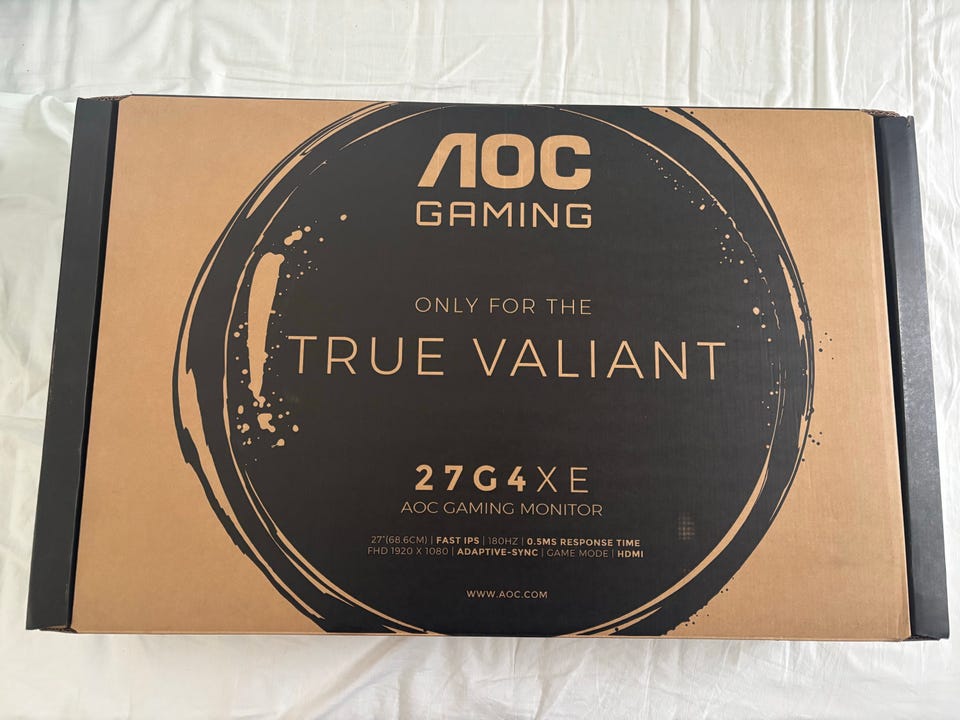 AOC
GAMING
ONLY FOR THE
TRUE VALIANT
27G4XE
AOC GAMING MONITOR
27"(68.6CM) | FAST IPS | 180HZ | 0.5MS RESPONSE TIME
FHD 1920 X 1080 | ADAPTIVE-SYNC | GAME MODE | HDMI
WWW.AOC.COM